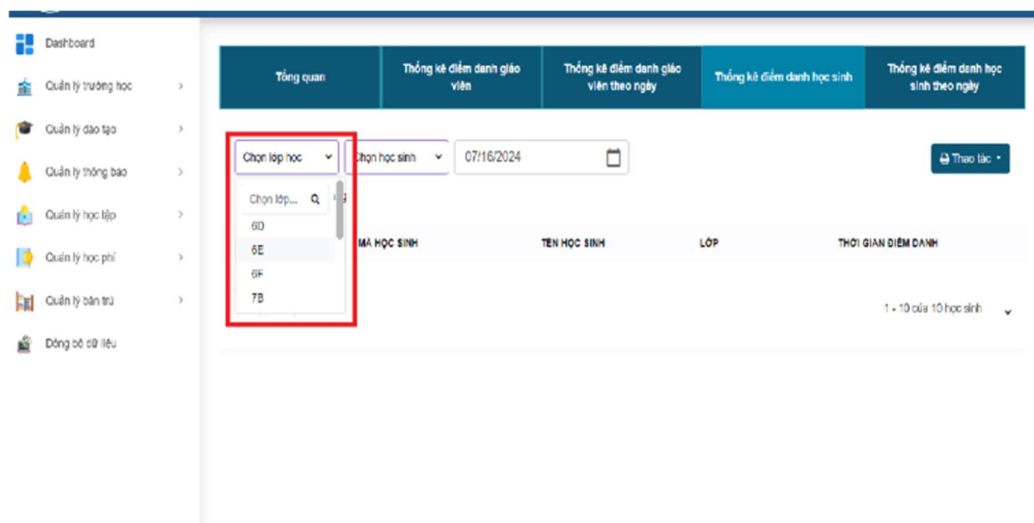 Dashboard
Quản lý trường học
Quản lý đào tạo
Quản lý thông báo
Quản lý học tập
Quản lý học phí
Quản lý bán trú
Đồng bộ dữ liệu
Tổng quan
Thống kê điểm danh giáo
viên
Thống kê điểm danh giáo
viên theo ngày
Thống kê điểm danh học sinh
Thống kê điểm danh học
sinh theo ngày
Chọn lớp học
Chọn học sinh
07/16/2024
Thao tác
Chọn lớp...
6D
6E
6F
7B
MÃ HỌC SINH
TÊN HỌC SINH
LỚP
THỜI GIAN ĐIỂM DANH
1 - 10 của 10 học sinh